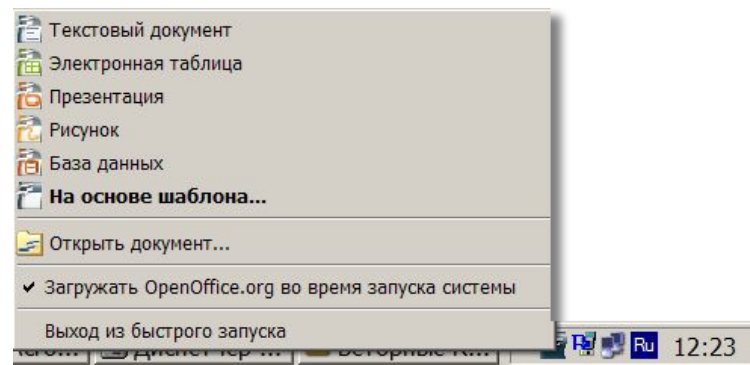 Текстовый документ
Электронная таблица
Презентация
Рисунок
База данных
На основе шаблона...
Открыть документ...
Загружать OpenOffice.org во время запуска системы
Выход из быстрого запуска
Ru 12:23